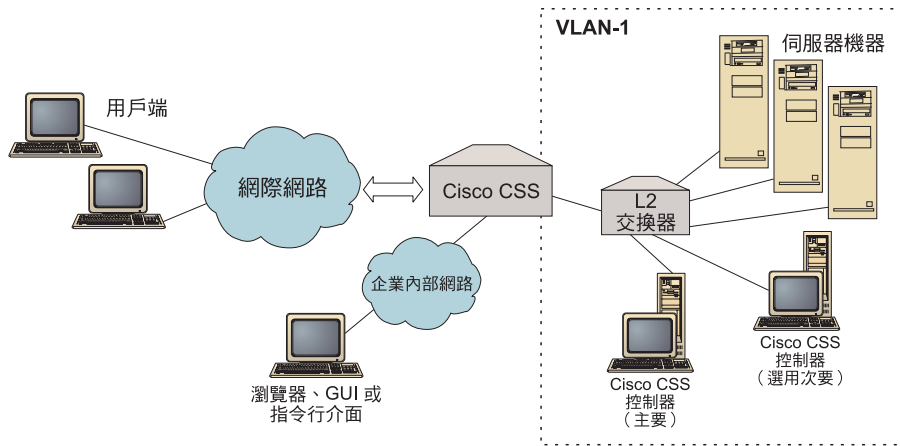 VLAN-1
伺服器機器
用戶端
網際網路
Cisco CSS
L2
交換器
企業內部網路
瀏覽器、GUI 或
指令行介面
Cisco CSS
控制器
（主要）
Cisco CSS
控制器
（選用次要）